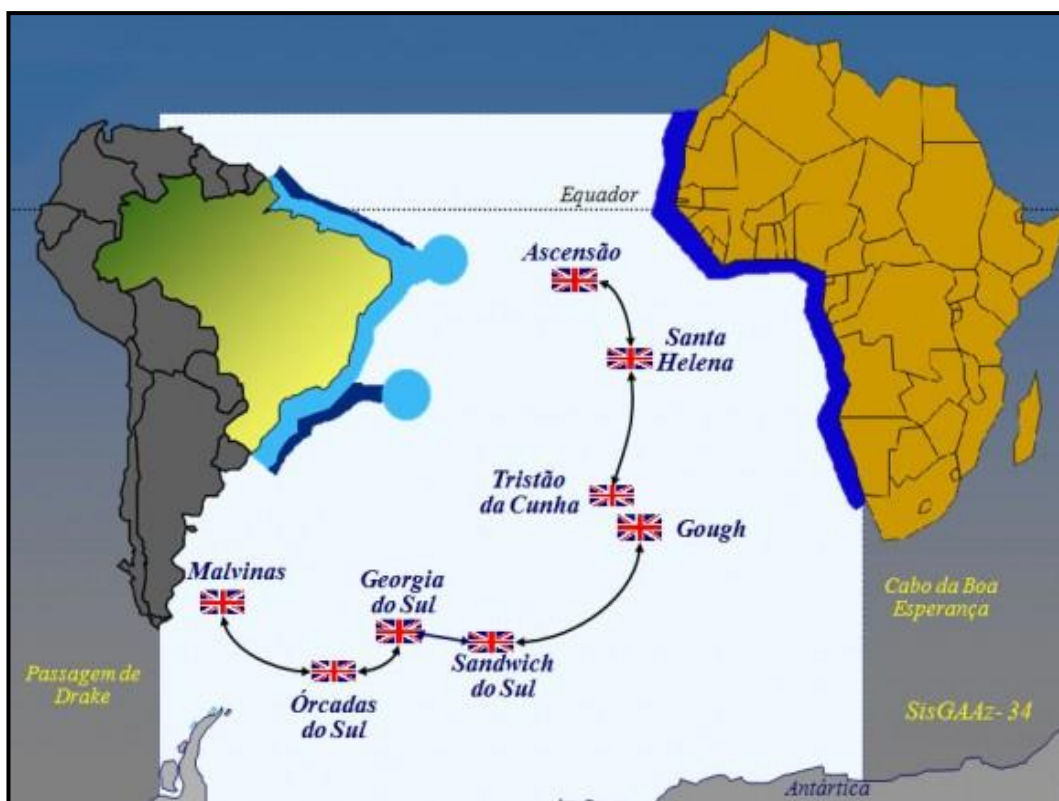 Equador
Ascensão
Santa
Helena
Tristão
da Cunha
Gough
Malvinas
Georgia
do Sul
Cabo da Boa
Esperança
Passagem de
Drake
Sandwich
do Sul
Órcadas
do Sul
SisGAAz- 34
Antártica